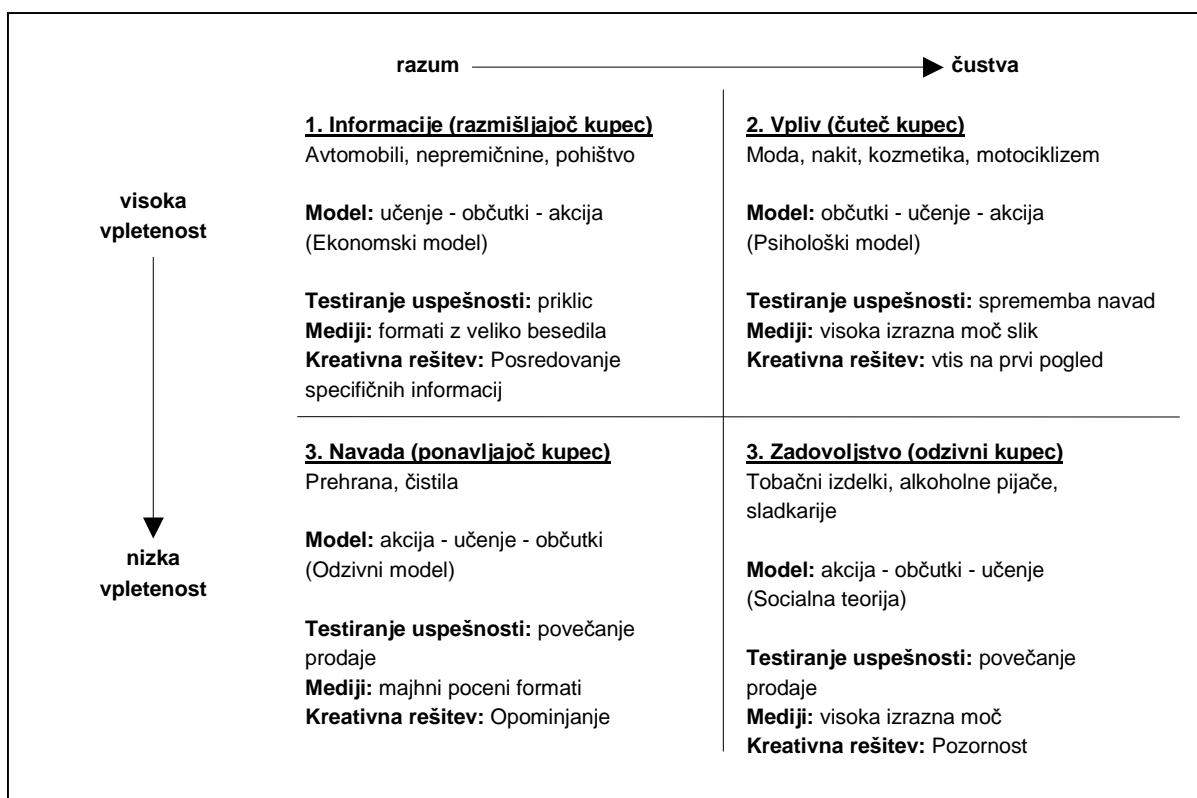 razum
čustva
visoka
vpletenost
nizka
vpletenost
1. Informacije (razmišljajoč kupec)
Avtomobili, nepremičnine, pohištvo
Model: učenje - občutki - akcija
(Ekonomski model)
Testiranje uspešnosti: priklic
Mediji: formati z veliko besedila
Kreativna rešitev: Posredovanje
specifičnih informacij
2. Vpliv (čuteč kupec)
Moda, nakit, kozmetika, motociklizem
Model: občutki - učenje - akcija
(Psihološki model)
Testiranje uspešnosti: sprememba navad
Mediji: visoka izrazna moč slik
Kreativna rešitev: vtis na prvi pogled
3. Navada (ponavljajoč kupec)
Prehrana, čistila
Model: akcija - učenje - občutki
(Odzivni model)
Testiranje uspešnosti: povečanje
prodaje
Mediji: majhni poceni formati
Kreativna rešitev: Opominjanje
3. Zadovoljstvo (odzivni kupec)
Tobačni izdelki, alkoholne pijače,
sladkarije
Model: akcija - občutki - učenje
(Socialna teorija)
Testiranje uspešnosti: povečanje
prodaje
Mediji: visoka izrazna moč
Kreativna rešitev: Pozornost